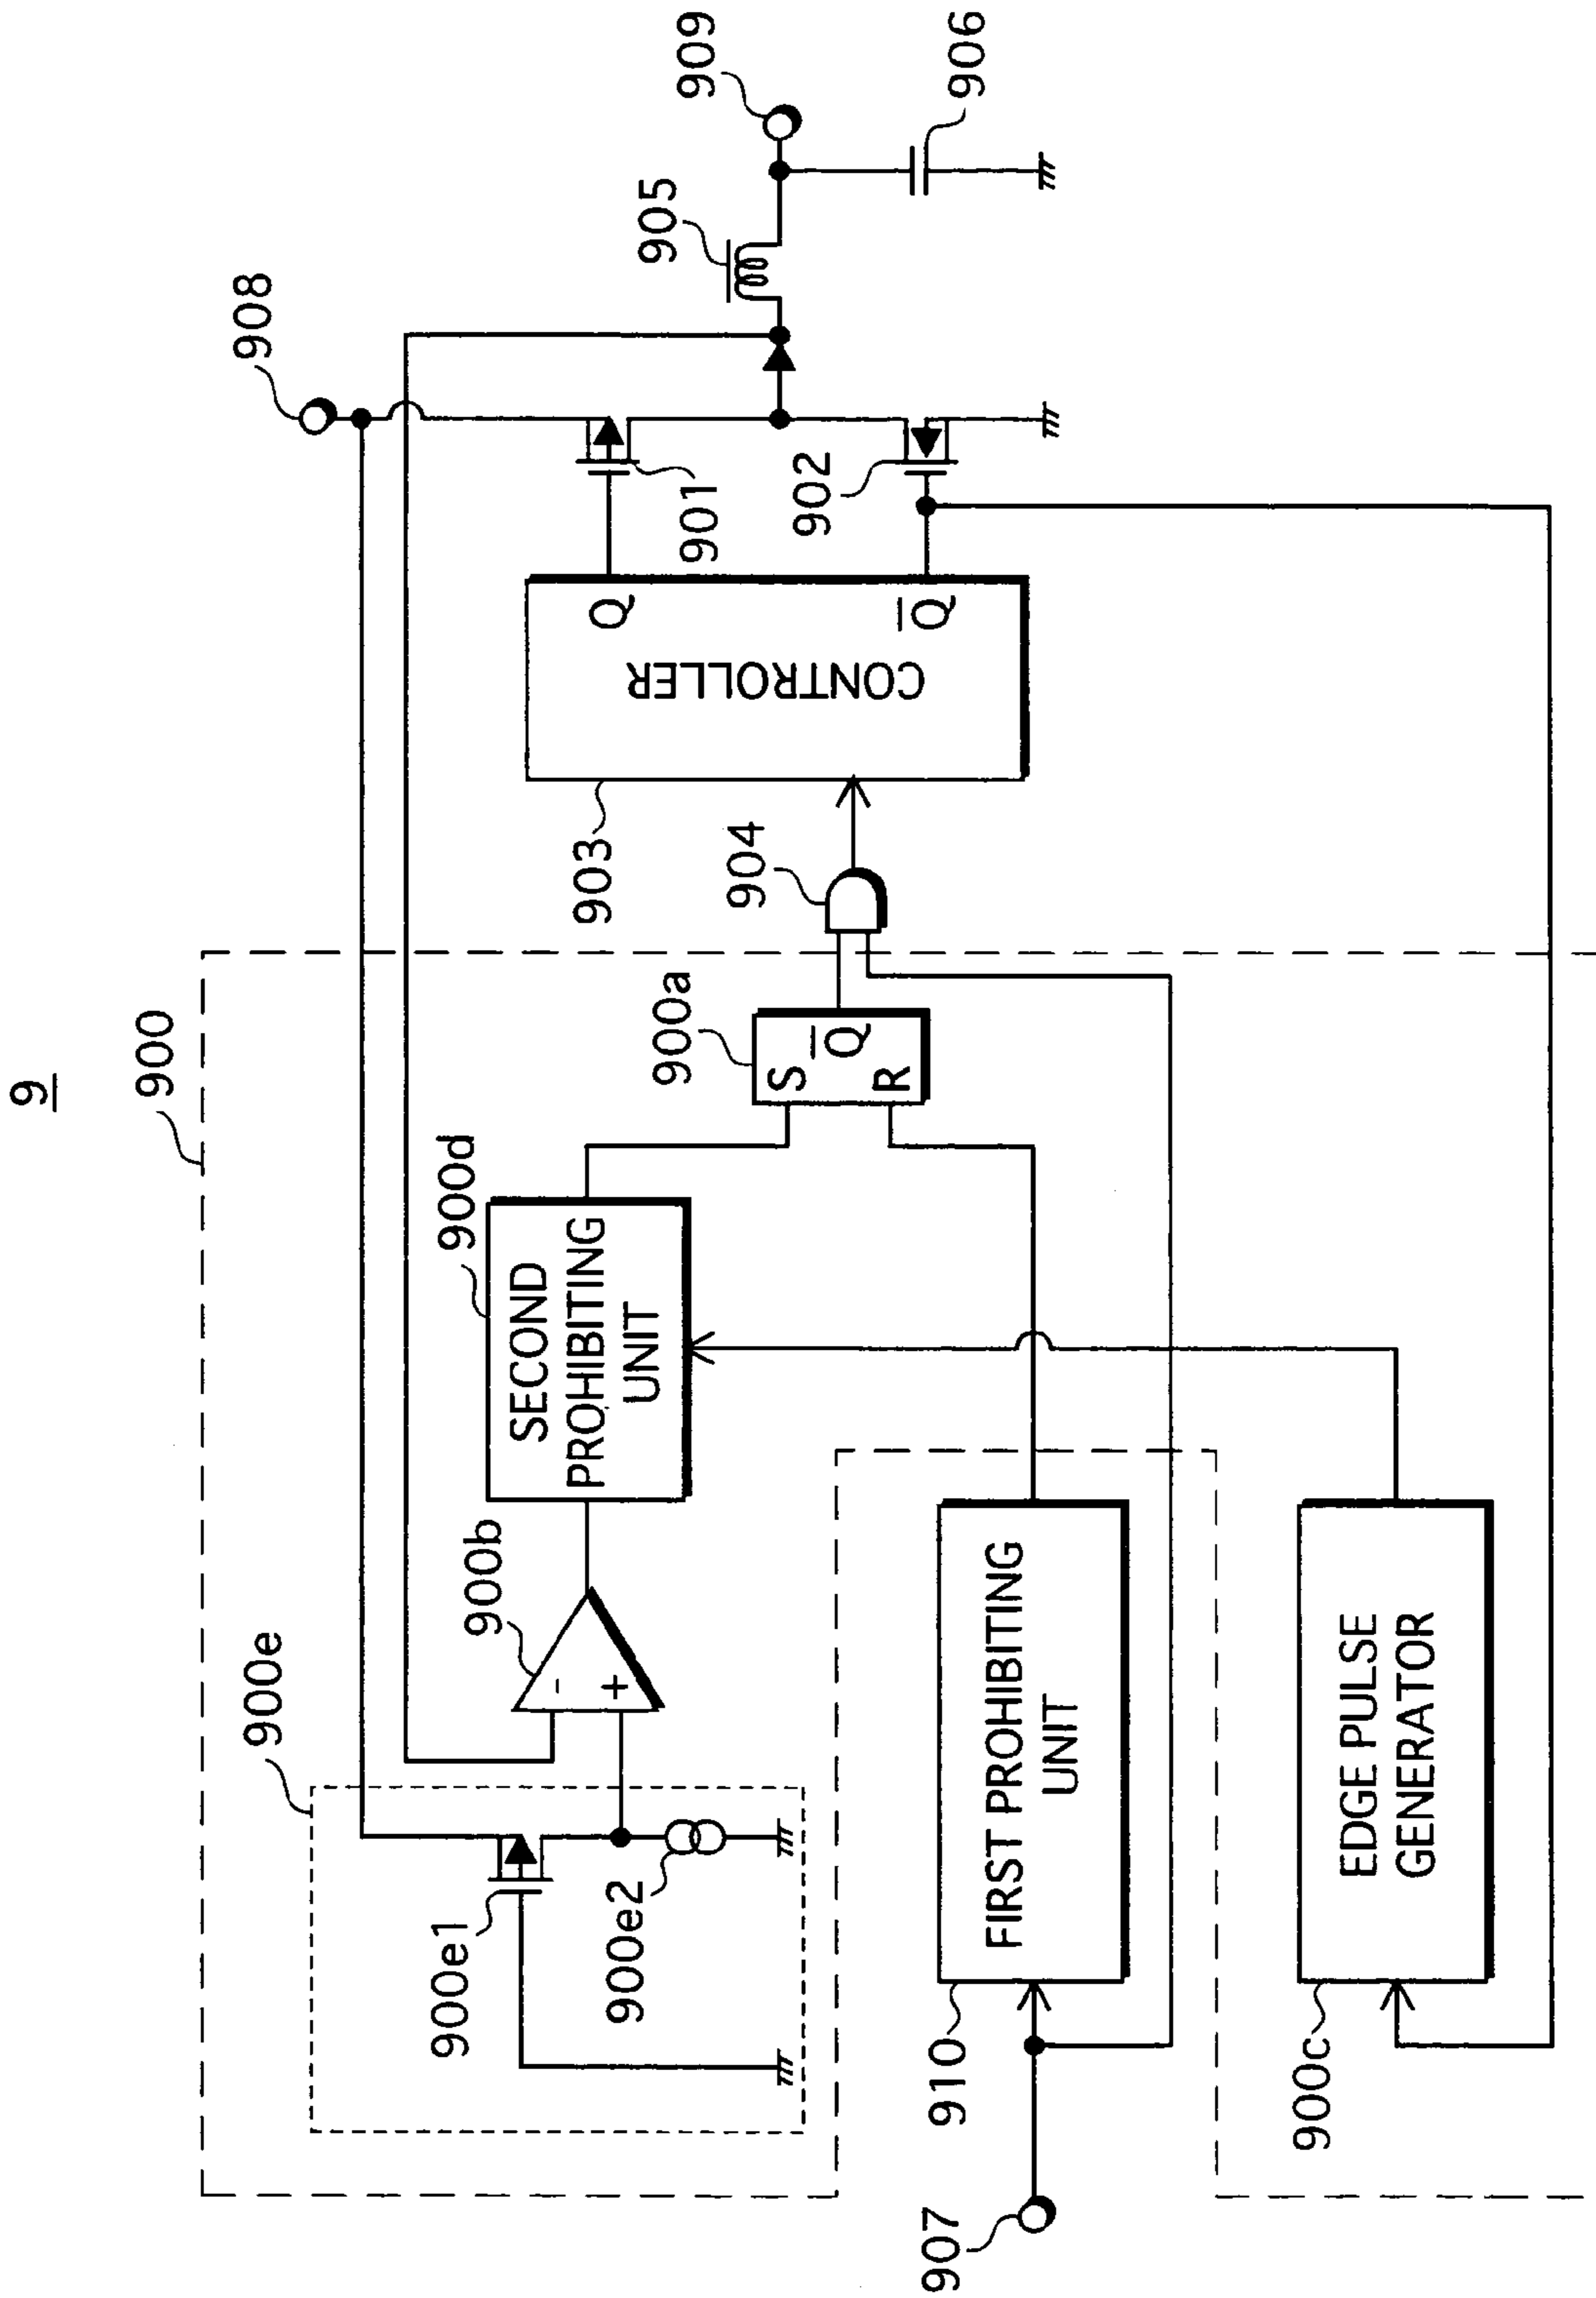 9
900
900e
900e1
900e2
900b
-
+
900d
SECOND
PROHIBITING
UNIT
900a
S
Q̅
R
904
903
CONTROLLER
Q
Q̅
901
902
908
905
909
906
907
910
FIRST PROHIBITING
UNIT
900c
EDGE PULSE
GENERATOR